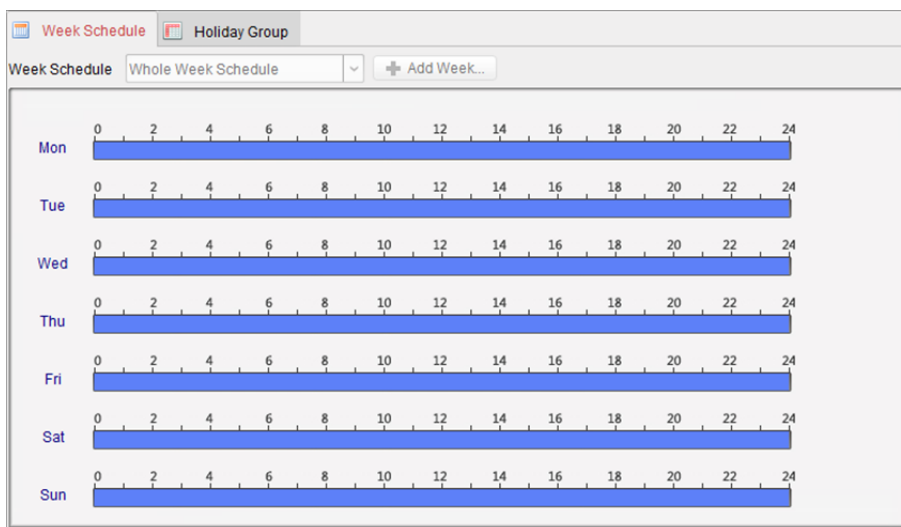 Week Schedule Holiday Group
Week Schedule Whole Week Schedule Add Week...
0 2 4 6 8 10 12 14 16 18 20 22 24
Mon
0 2 4 6 8 10 12 14 16 18 20 22 24
Tue
0 2 4 6 8 10 12 14 16 18 20 22 24
Wed
0 2 4 6 8 10 12 14 16 18 20 22 24
Thu
0 2 4 6 8 10 12 14 16 18 20 22 24
Fri
0 2 4 6 8 10 12 14 16 18 20 22 24
Sat
0 2 4 6 8 10 12 14 16 18 20 22 24
Sun